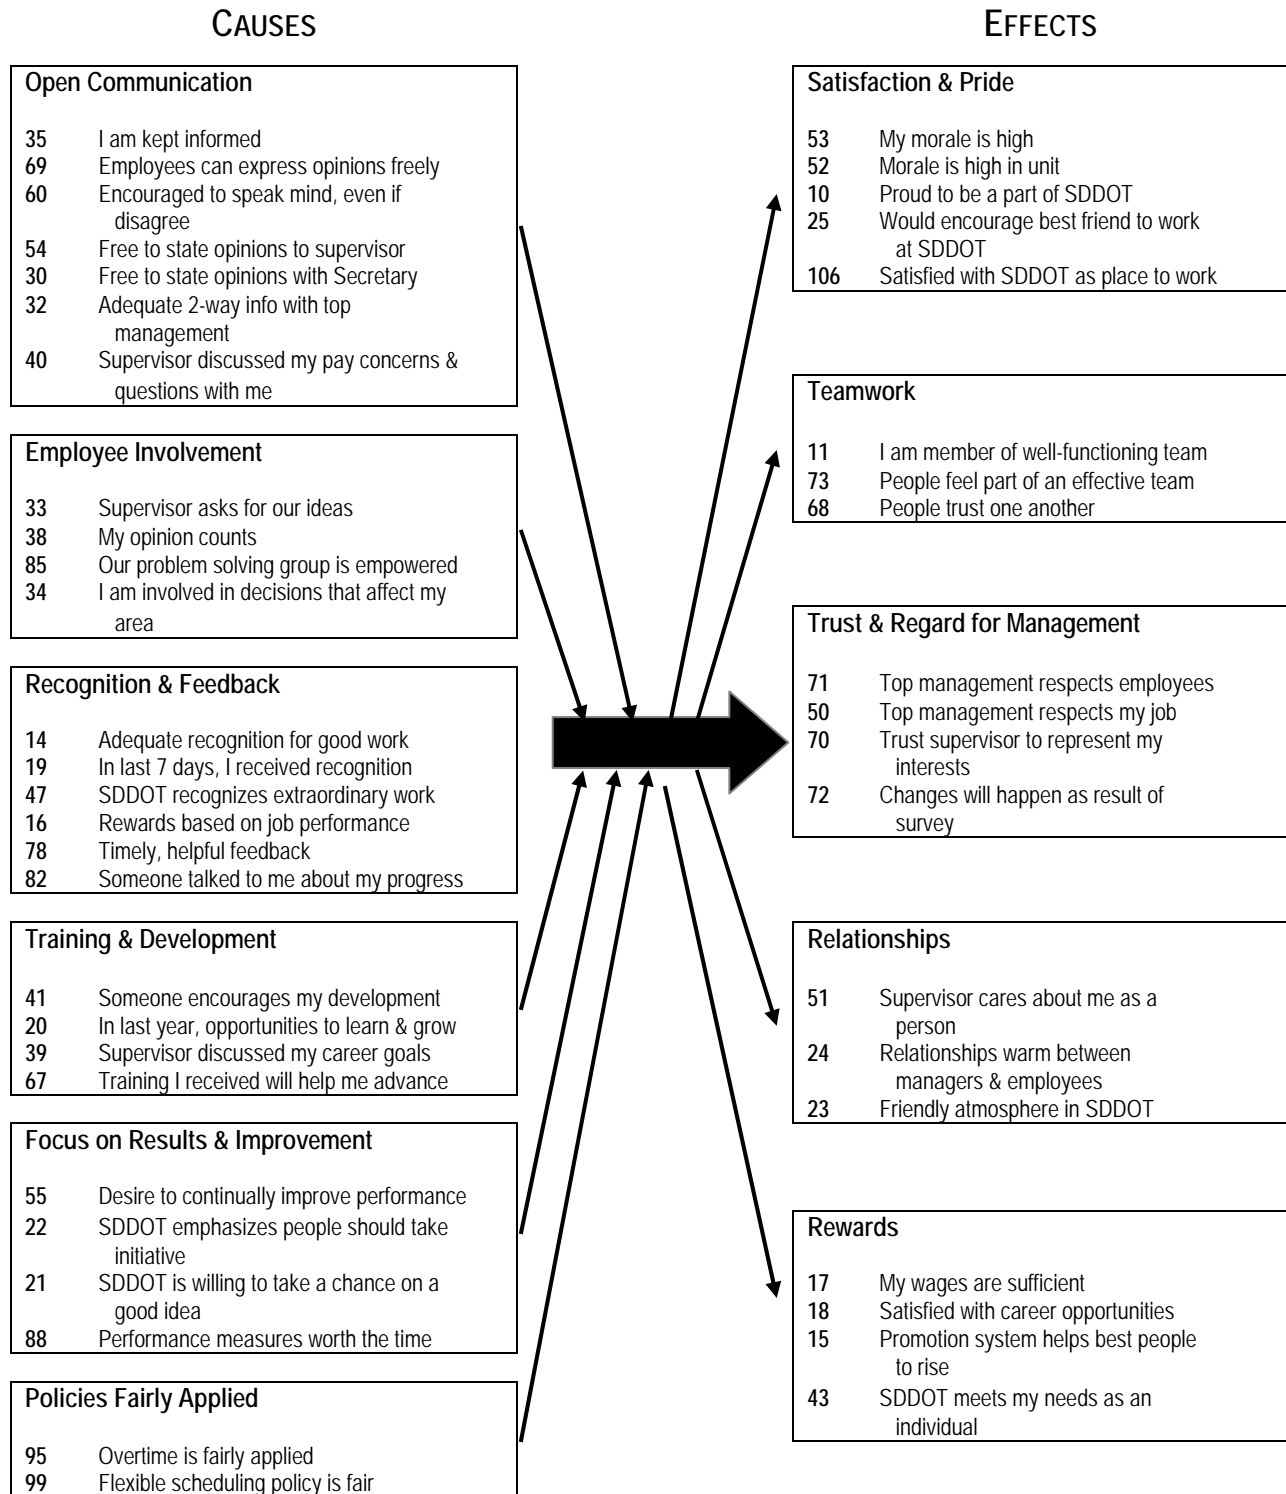 CAUSES
Open Communication
35 I am kept informed
69 Employees can express opinions freely
60 Encouraged to speak mind, even if
disagree
54 Free to state opinions to supervisor
30 Free to state opinions with Secretary
32 Adequate 2-way info with top
management
40 Supervisor discussed my pay concerns &
questions with me
Employee Involvement
33 Supervisor asks for our ideas
38 My opinion counts
85 Our problem solving group is empowered
34 I am involved in decisions that affect my
area
Recognition & Feedback
14 Adequate recognition for good work
19 In last 7 days, I received recognition
47 SDDOT recognizes extraordinary work
16 Rewards based on job performance
78 Timely, helpful feedback
82 Someone talked to me about my progress
Training & Development
41 Someone encourages my development
20 In last year, opportunities to learn & grow
39 Supervisor discussed my career goals
67 Training I received will help me advance
Focus on Results & Improvement
55 Desire to continually improve performance
22 SDDOT emphasizes people should take
initiative
21 SDDOT is willing to take a chance on a
good idea
88 Performance measures worth the time
Policies Fairly Applied
95 Overtime is fairly applied
99 Flexible scheduling policy is fair
EFFECTS
Satisfaction & Pride
53 My morale is high
52 Morale is high in unit
10 Proud to be a part of SDDOT
25 Would encourage best friend to work
at SDDOT
106 Satisfied with SDDOT as place to work
Teamwork
11 I am member of well-functioning team
73 People feel part of an effective team
68 People trust one another
Trust & Regard for Management
71 Top management respects employees
50 Top management respects my job
70 Trust supervisor to represent my
interests
72 Changes will happen as result of
survey
Relationships
51 Supervisor cares about me as a
person
24 Relationships warm between
managers & employees
23 Friendly atmosphere in SDDOT
Rewards
17 My wages are sufficient
18 Satisfied with career opportunities
15 Promotion system helps best people
to rise
43 SDDOT meets my needs as an
individual